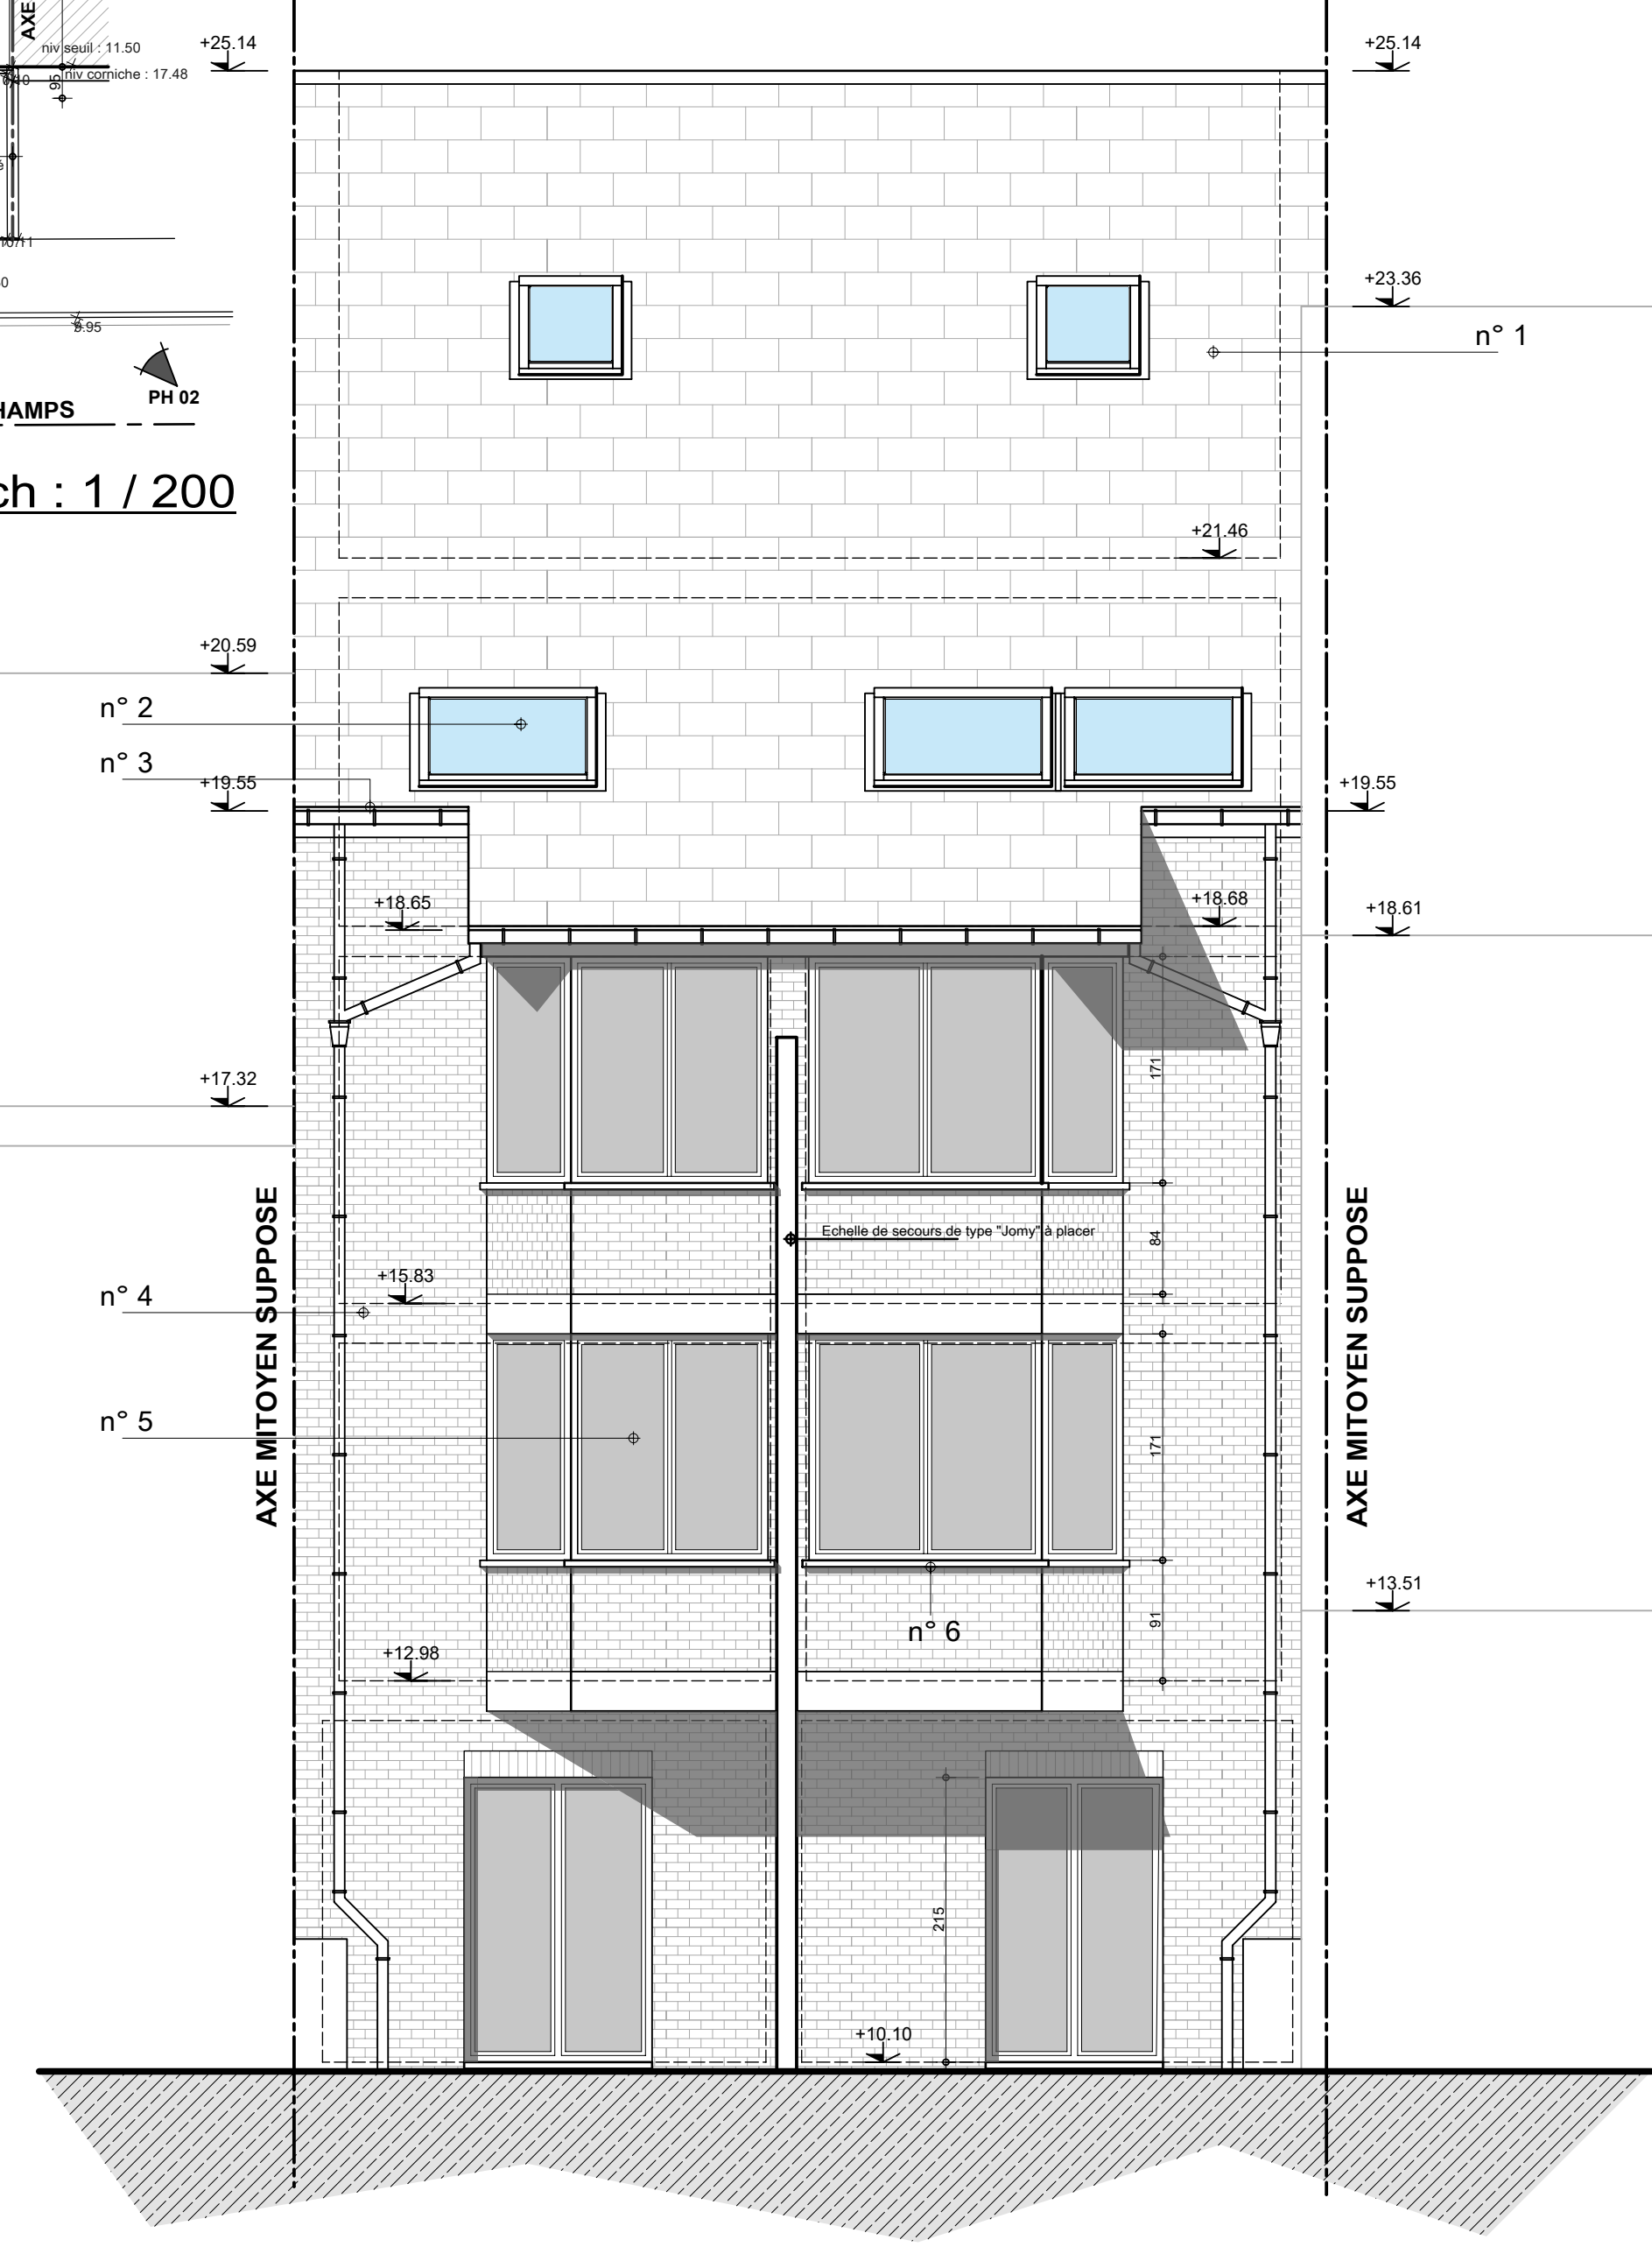 AXE
niv seuil : 11.50
niv corniche : 17.48
95
+25.14
+25.14
9.95
PH 02
HAMPS
ch : 1 / 200
+23.36
n° 1
+21.46
+20.59
n° 2
n° 3
+19.55
+19.55
+18.65
+18.68
+18.61
+17.32
171
AXE MITOYEN SUPPOSE
AXE MITOYEN SUPPOSE
Echelle de secours de type "Jomy" à placer
84
+15.83
n° 4
n° 5
171
+13.51
91
n° 6
+12.98
215
+10.10